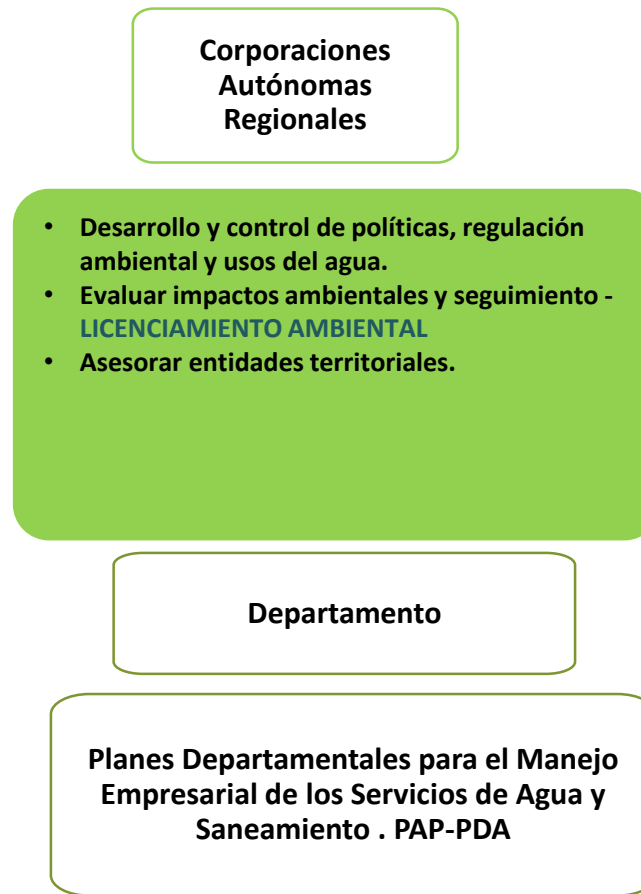 Corporaciones
Autónomas
Regionales
• Desarrollo y control de políticas, regulación
ambiental y usos del agua.
• Evaluar impactos ambientales y seguimiento -
LICENCIAMIENTO AMBIENTAL
• Asesorar entidades territoriales.
Departamento
Planes Departamentales para el Manejo
Empresarial de los Servicios de Agua y
Saneamiento . PAP-PDA